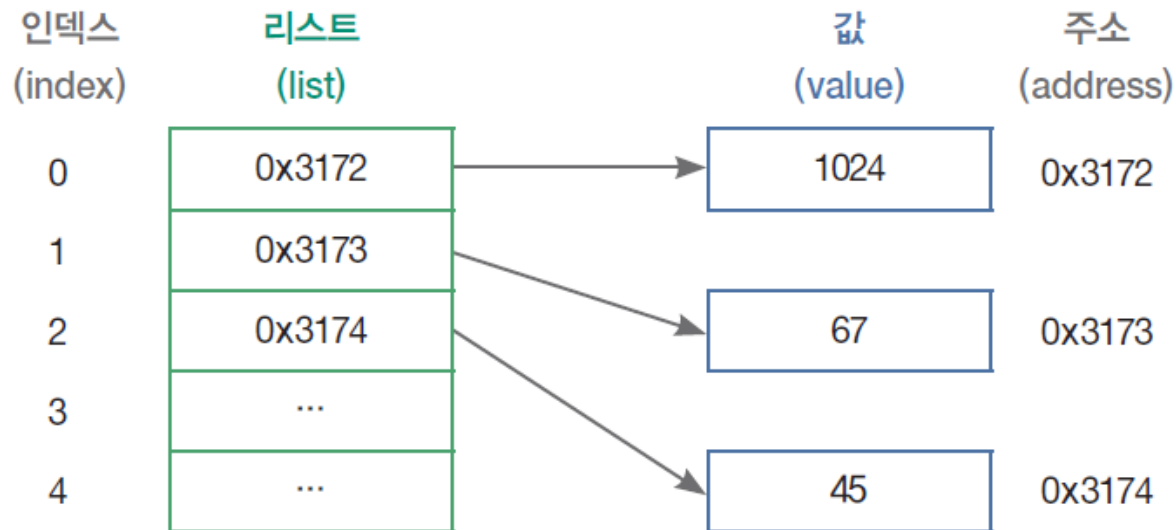 인덱스 리스트 값 주소
(index) (list) (value) (address)
0 0x3172 1024 0x3172
1 0x3173
2 0x3174 67 0x3173
3 ...
4 ... 45 0x3174